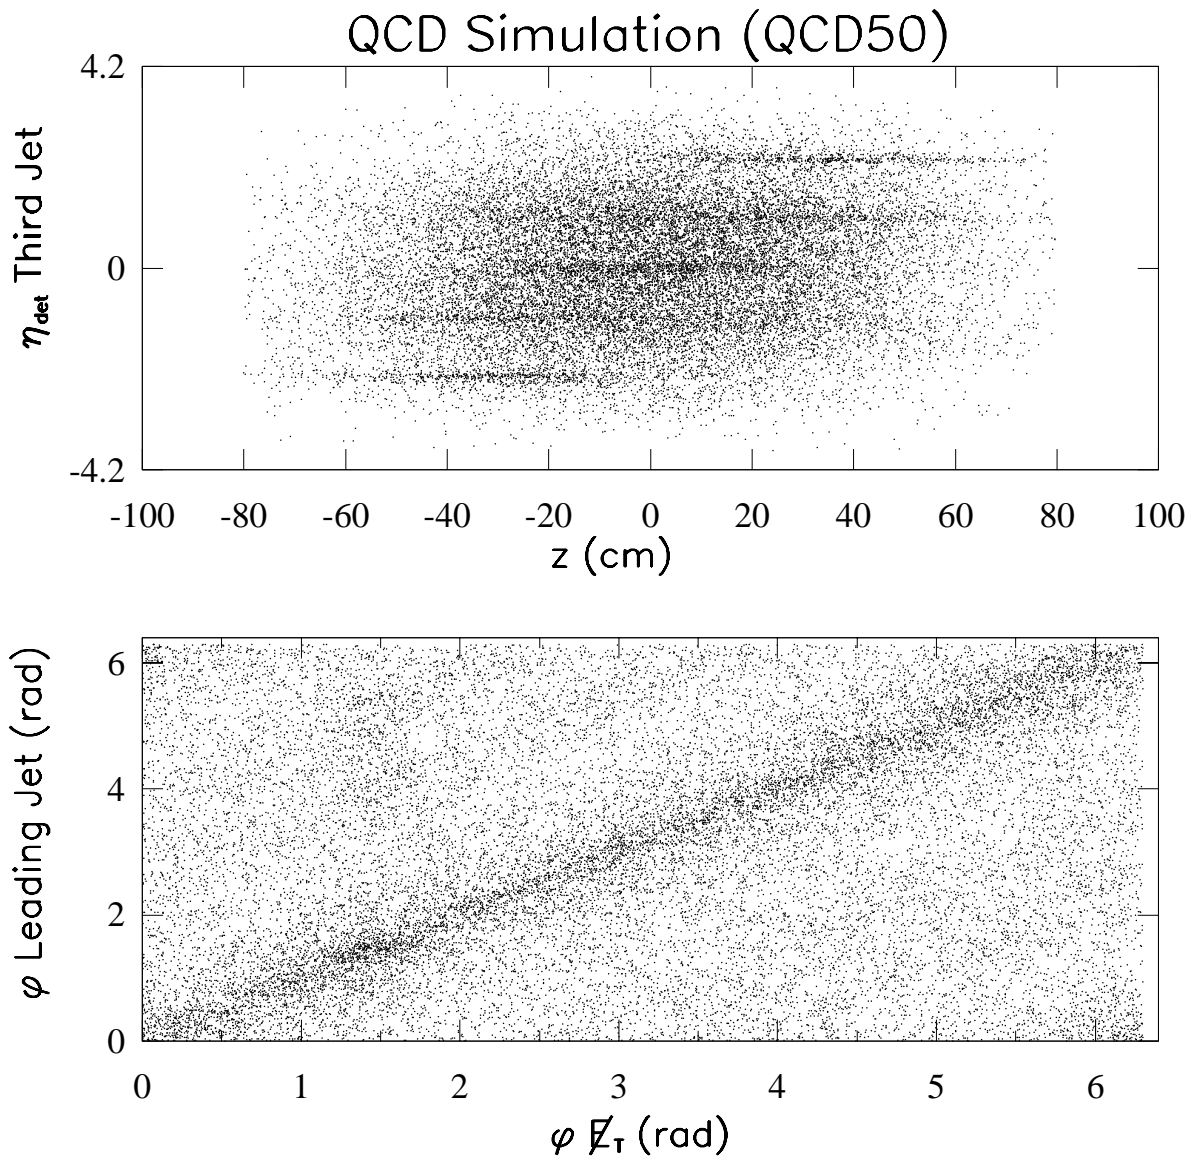 QCD Simulation (QCD50)
4.2
η_det Third Jet
0
-4.2
-100 -80 -60 -40 -20 0 20 40 60 80 100
z (cm)
φ Leading Jet (rad)
6
4
2
0
0 1 2 3 4 5 6
φ E̸_T (rad)